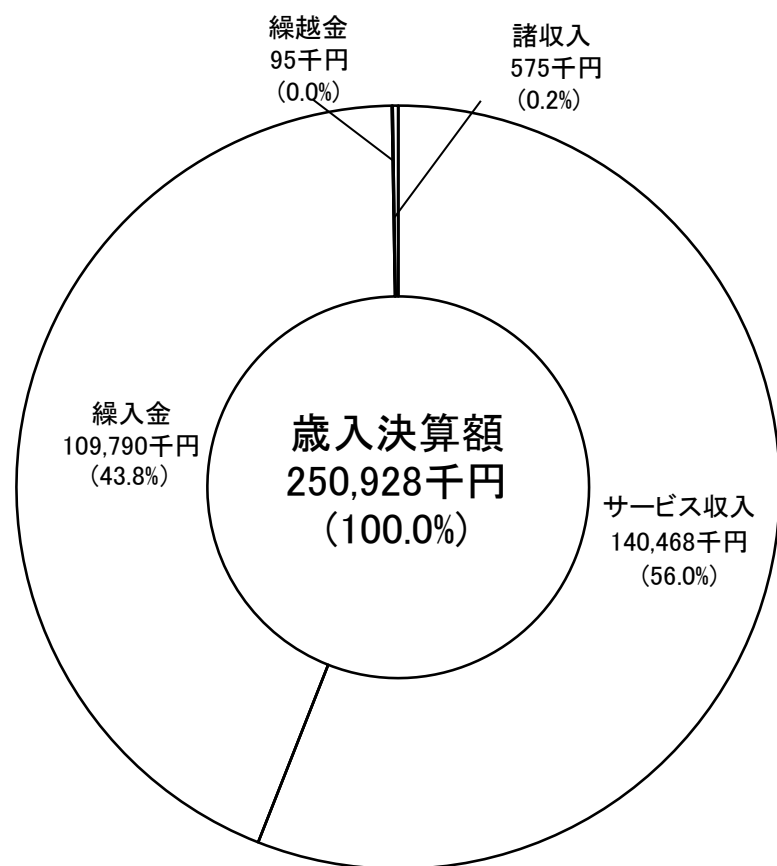 繰越金
95千円
(0.0%)
諸収入
575千円
(0.2%)
繰入金
109,790千円
(43.8%)
歳入決算額
250,928千円
(100.0%)
サービス収入
140,468千円
(56.0%)